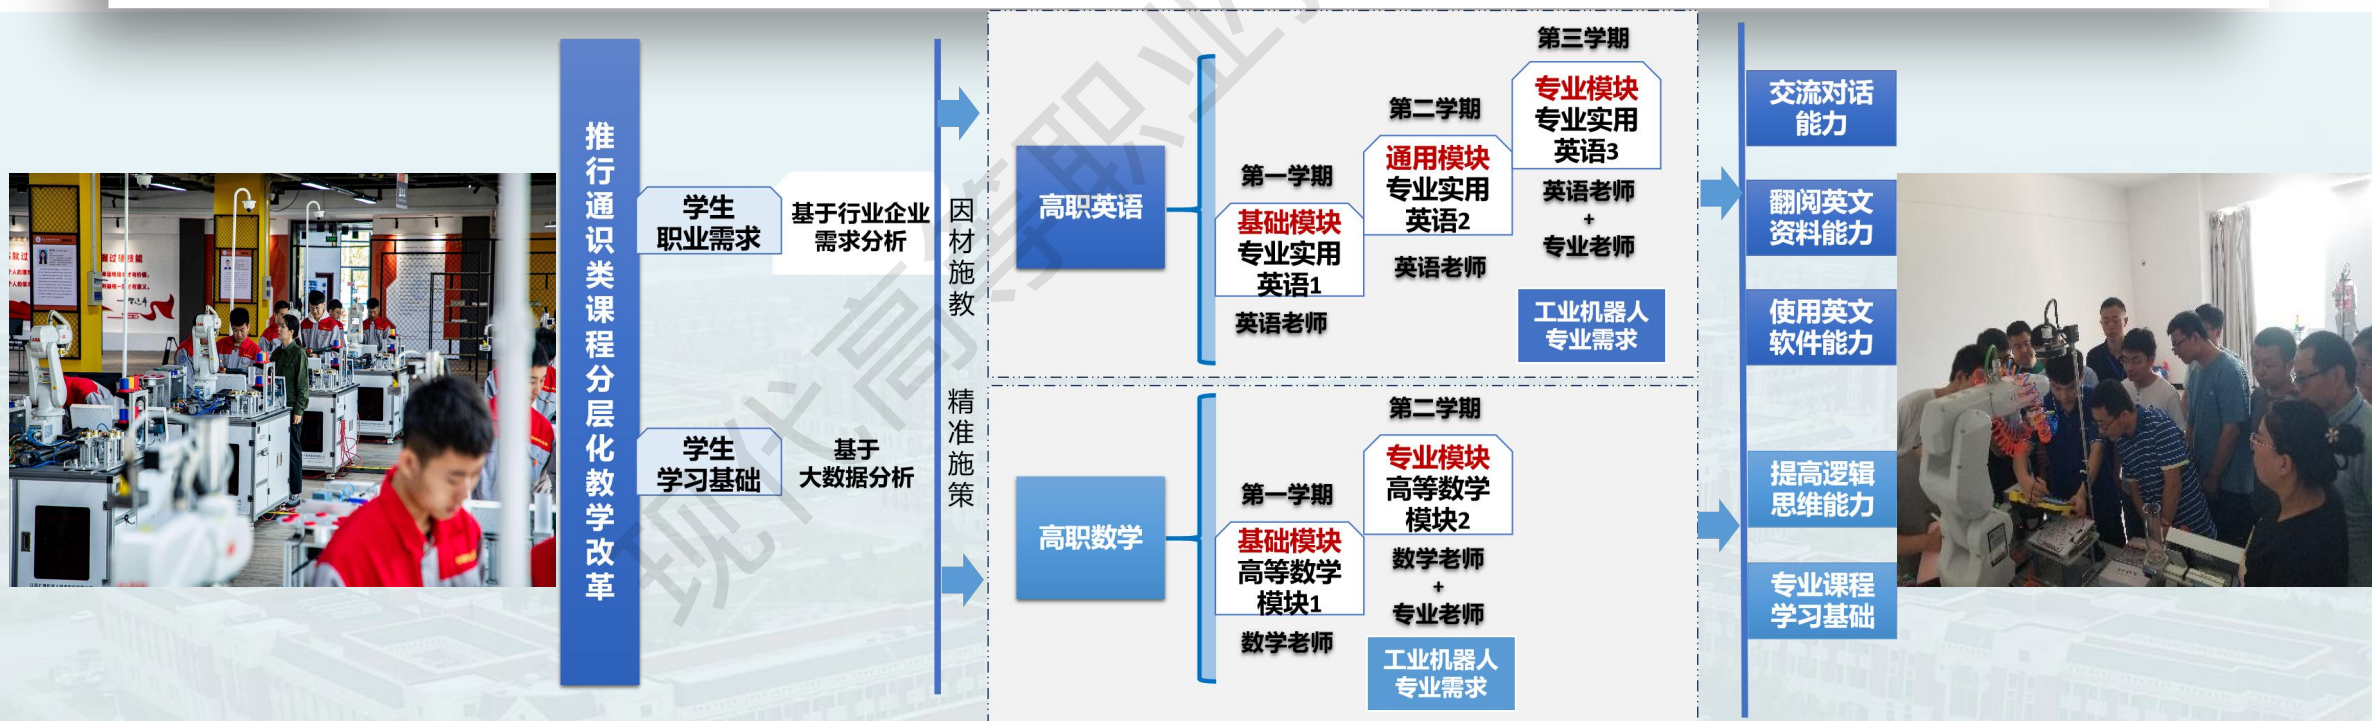 推行通识类课程分层化教学改革
学生
职业需求
基于行业企业
需求分析
学生
学习基础
基于
大数据分析
因材施教
精准施策
高职英语
第一学期
基础模块
专业实用
英语1
英语老师
第二学期
通用模块
专业实用
英语2
英语老师
第三学期
专业模块
专业实用
英语3
英语老师
+
专业老师
工业机器人
专业需求
高职数学
第一学期
基础模块
高等数学
模块1
数学老师
第二学期
专业模块
高等数学
模块2
数学老师
+
专业老师
工业机器人
专业需求
交流对话
能力
翻阅英文
资料能力
使用英文
软件能力
提高逻辑
思维能力
专业课程
学习基础
现代高等职业